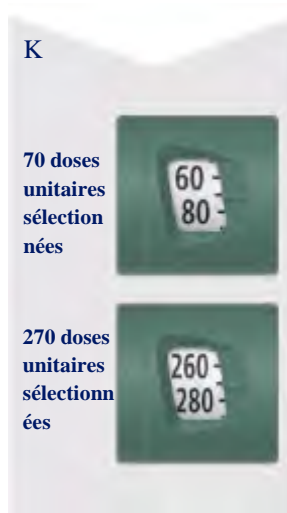 K
70 doses
unitaires
sélection
nées
60 -
80 -
270 doses
unitaires
sélectionn
ées
260 -
280 -